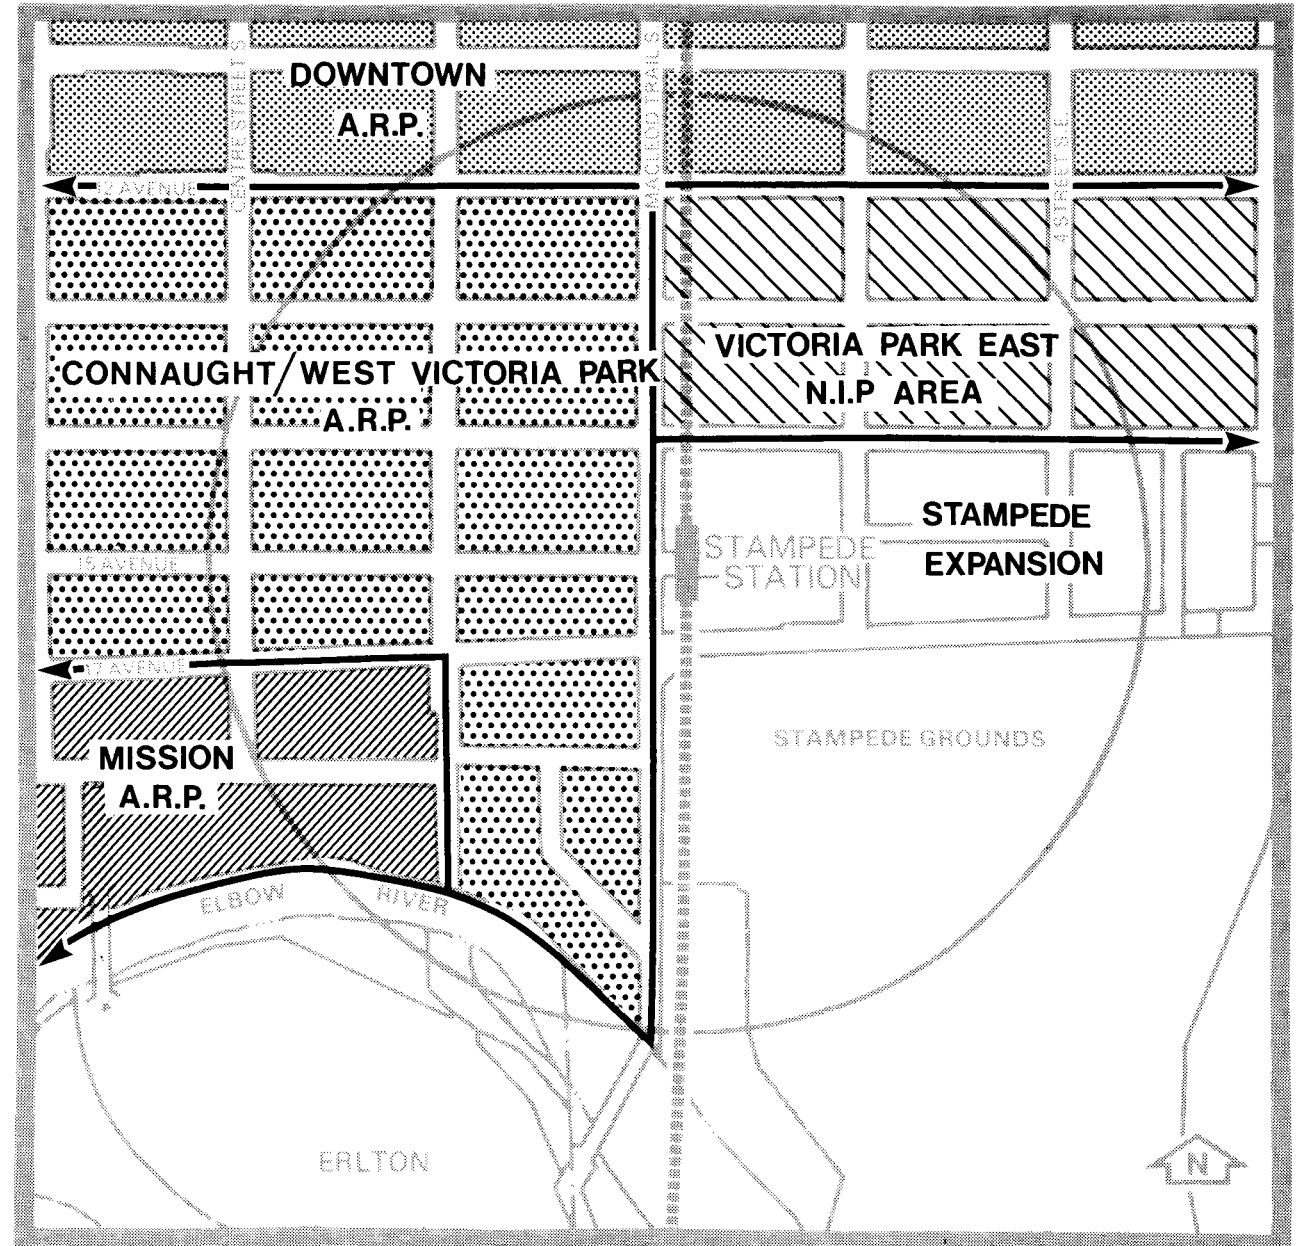 CENTRE STREET S
MACLEOD TRAIL S
DOWNTOWN
A.R.P.
4 STREET S.E.
12 AVENUE
VICTORIA PARK EAST
N.I.P AREA
CONNAUGHT/WEST VICTORIA PARK
A.R.P.
STAMPEDE
EXPANSION
STAMPEDE
STATION
15 AVENUE
17 AVENUE
STAMPEDE GROUNDS
MISSION
A.R.P.
ELBOW RIVER
ERLTON
N